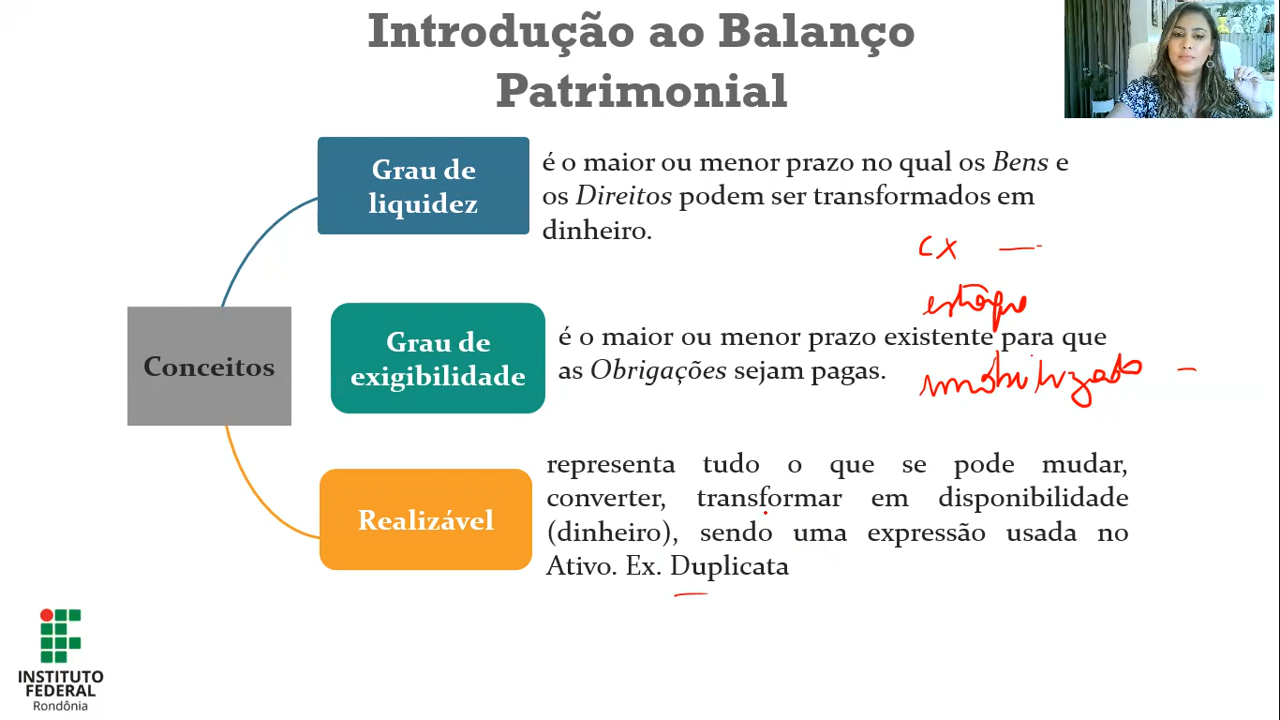 Introdução ao Balanço
Patrimonial
Grau de
liquidez
é o maior ou menor prazo no qual os Bens e
os Direitos podem ser transformados em
dinheiro.
cx
estoque
Conceitos
Grau de
exigibilidade
é o maior ou menor prazo existente para que
as Obrigações sejam pagas.
imobilizado
Realizável
representa tudo o que se pode mudar,
converter, transformar em disponibilidade
(dinheiro), sendo uma expressão usada no
Ativo. Ex. Duplicata
INSTITUTO
FEDERAL
Rondônia